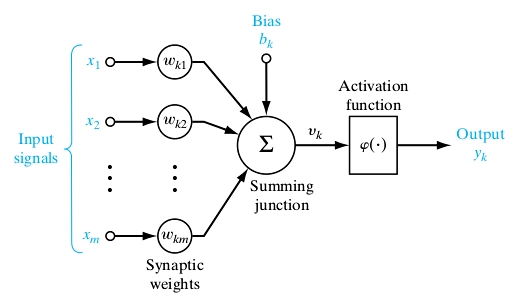 Bias
b_k
x_1
w_k1
Activation
function
x_2
w_k2
Input
signals
Σ
v_k
φ(·)
Output
y_k
Summing
junction
x_m
w_km
Synaptic
weights